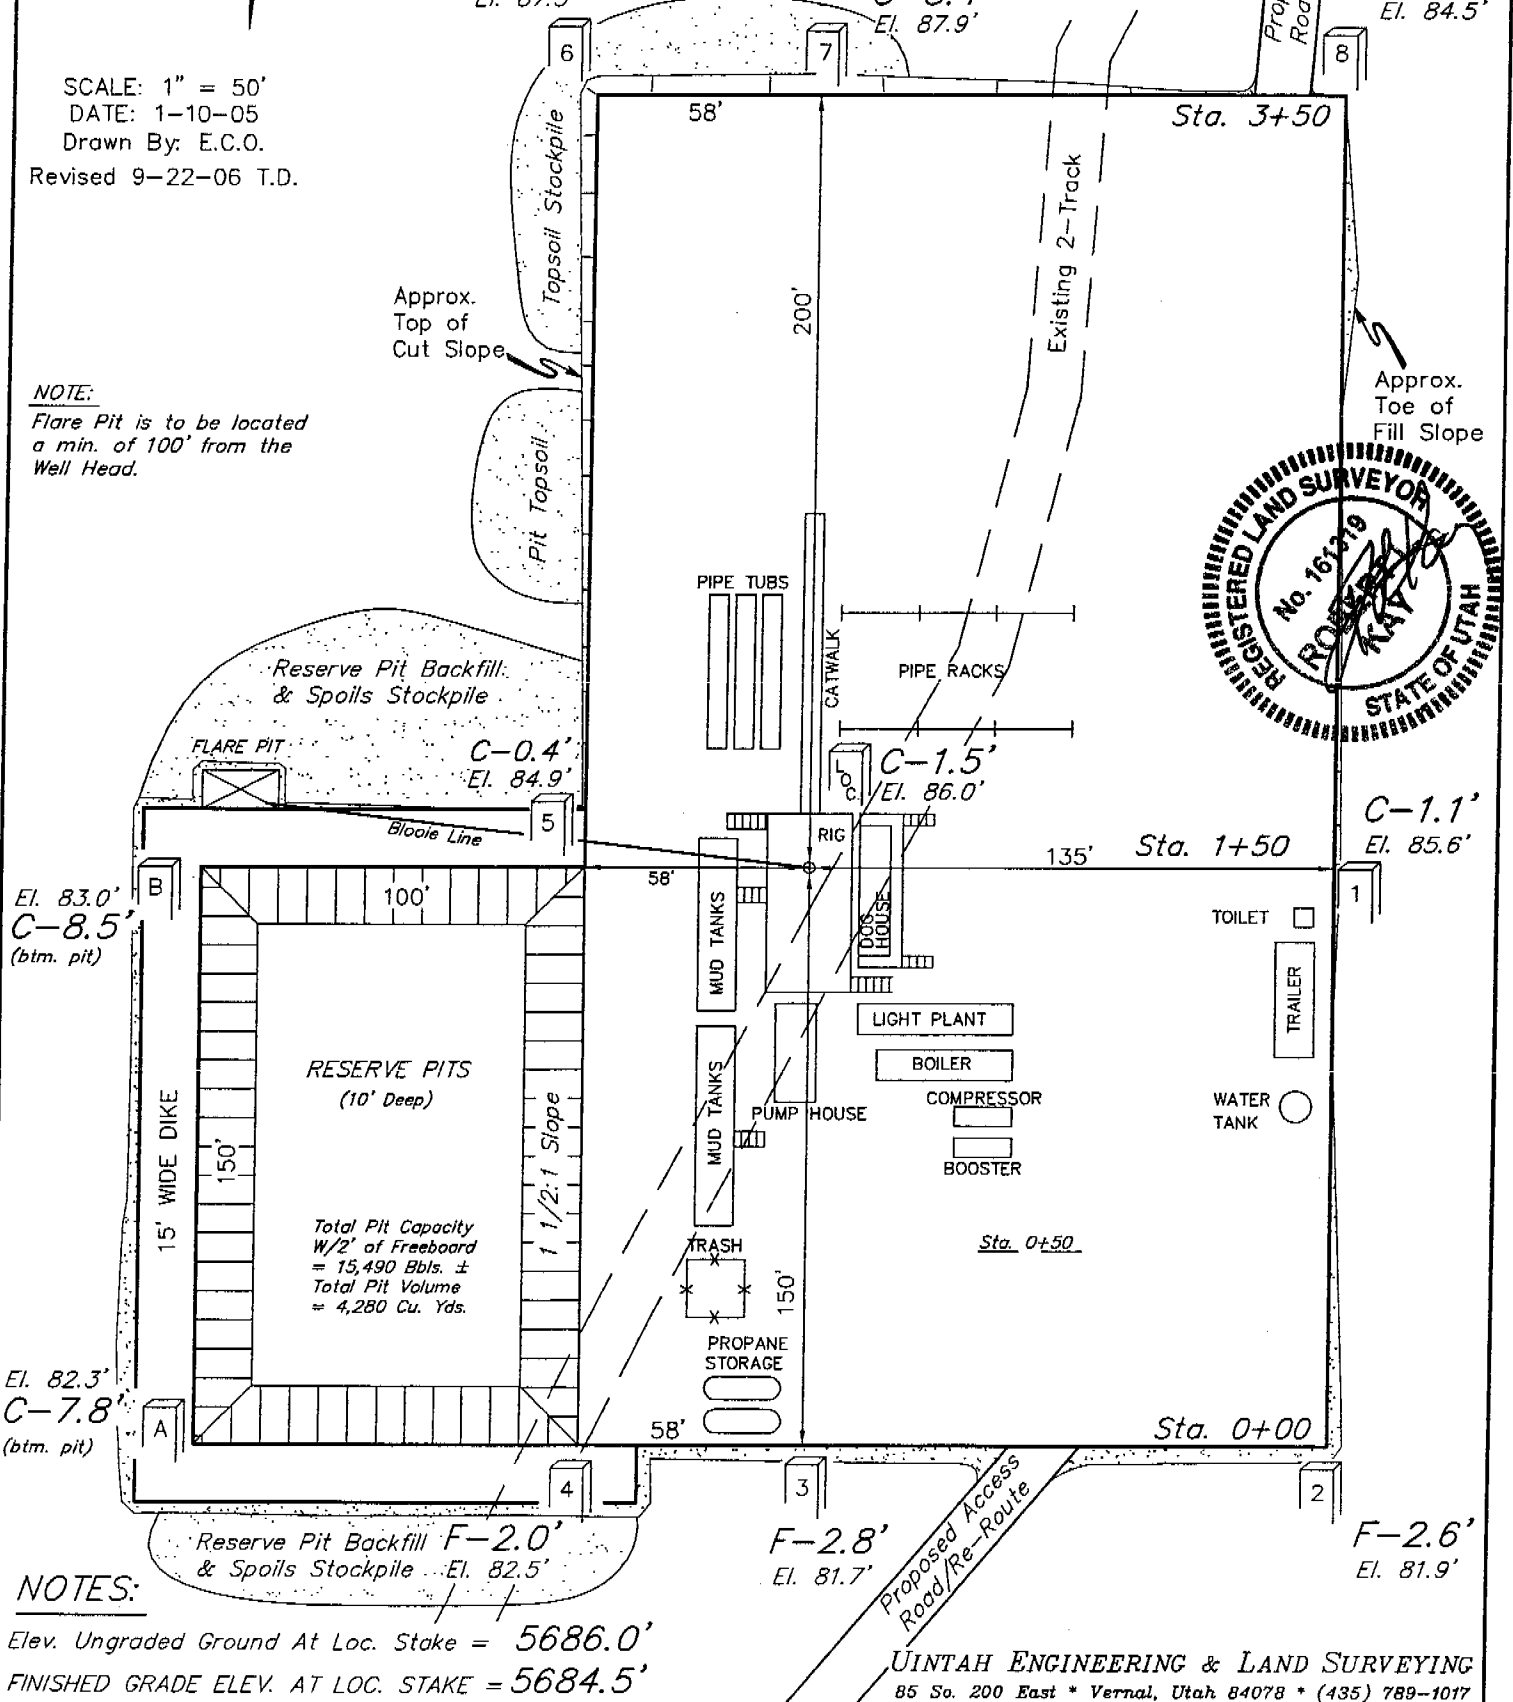 El. 87.9'
El. 84.5'
6
7
8
SCALE: 1" = 50'
DATE: 1-10-05
Drawn By: E.C.O.
Revised 9-22-06 T.D.
58'
Sta. 3+50
Topsoil Stockpile
Existing 2-Track
200'
Approx.
Top of
Cut Slope
Approx.
Toe of
Fill Slope
NOTE:
Flare Pit is to be located
a min. of 100' from the
Well Head.
Pit Topsoil
REGISTERED LAND SURVEYOR
No. 161319
ROBERT
KAY
STATE OF UTAH
PIPE TUBS
CATWALK
PIPE RACKS
Reserve Pit Backfill
& Spoils Stockpile
FLARE PIT
C-0.4'
El. 84.9'
LOC.
C-1.5'
El. 86.0'
C-1.1'
El. 85.6'
5
Blooie Line
RIG
Sta. 1+50
135'
58'
B
1
El. 83.0'
C-8.5'
(btm. pit)
100'
MUD TANKS
DOG
HOUSE
TOILET
TRAILER
LIGHT PLANT
BOILER
RESERVE PITS
(10' Deep)
COMPRESSOR
PUMP HOUSE
MUD TANKS
WATER
TANK
BOOSTER
15' WIDE DIKE
150'
1 1/2:1 Slope
Total Pit Capacity
W/2' of Freeboard
= 15,490 Bbls. ±
Total Pit Volume
= 4,280 Cu. Yds.
TRASH
Sta. 0+50
150'
PROPANE
STORAGE
El. 82.3'
C-7.8'
(btm. pit)
A
58'
Sta. 0+00
4
3
2
Reserve Pit Backfill
& Spoils Stockpile
F-2.0'
El. 82.5'
F-2.8'
El. 81.7'
Proposed Access
Road/Re-Route
F-2.6'
El. 81.9'
NOTES:
Elev. Ungraded Ground At Loc. Stake = 5686.0'
FINISHED GRADE ELEV. AT LOC. STAKE = 5684.5'
UINTAH ENGINEERING & LAND SURVEYING
85 So. 200 East * Vernal, Utah 84078 * (435) 789-1017